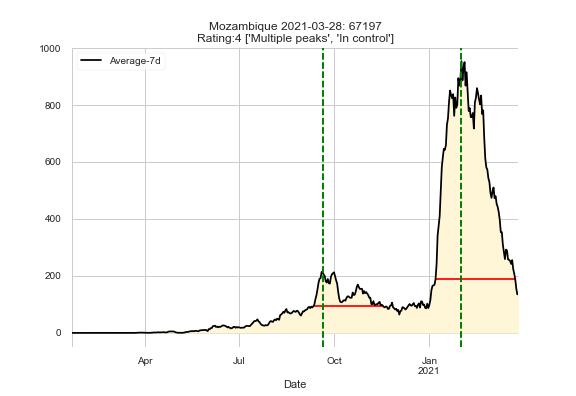 Mozambique 2021-03-28: 67197
Rating:4 ['Multiple peaks', 'In control']
Average-7d
1000
800
600
400
200
0
Apr
Jul
Oct
Jan
2021
Date